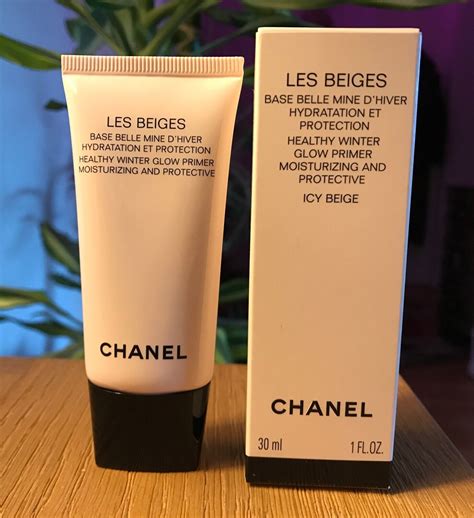 LES BEIGES
BASE BELLE MINE D'HIVER
HYDRATATION ET PROTECTION
HEALTHY WINTER GLOW PRIMER
MOISTURIZING AND PROTECTIVE
CHANEL
LES BEIGES
BASE BELLE MINE D'HIVER
HYDRATATION ET
PROTECTION
HEALTHY WINTER
GLOW PRIMER
MOISTURIZING AND
PROTECTIVE
ICY BEIGE
CHANEL
30 ml 1 FL.OZ.